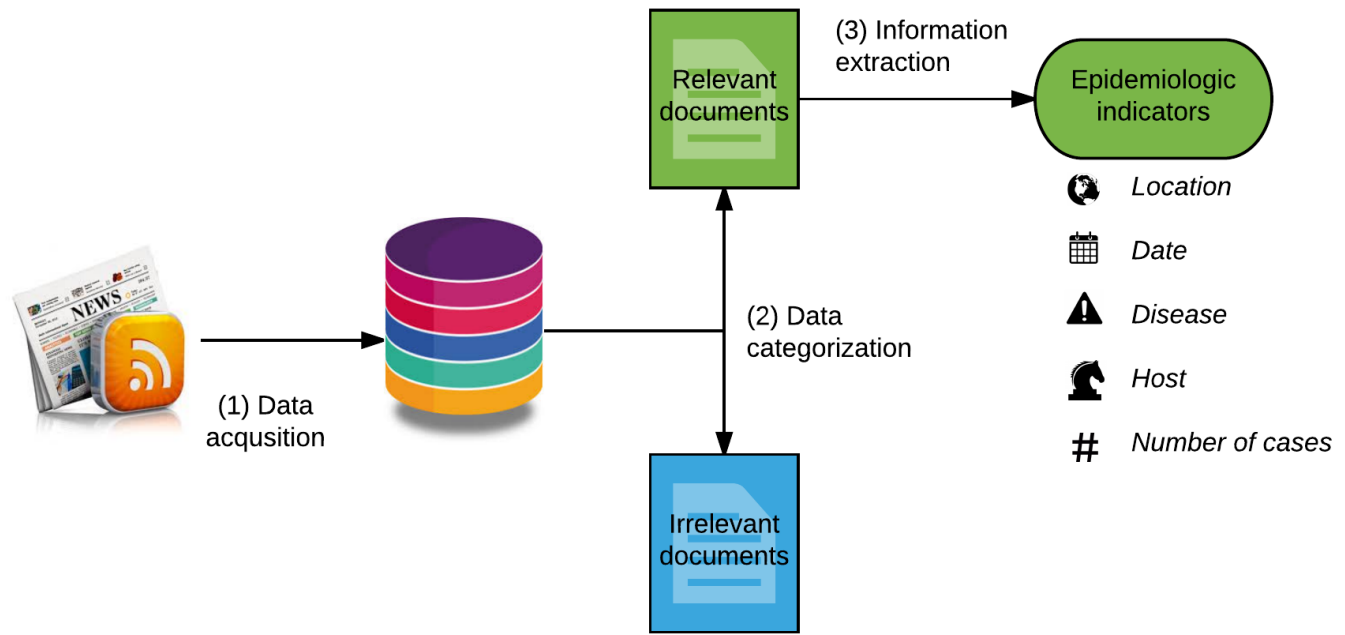 (3) Information
extraction
Relevant
documents
Epidemiologic
indicators
Location
Date
Disease
Host
# Number of cases
NEWS
(1) Data
acqusition
(2) Data
categorization
Irrelevant
documents